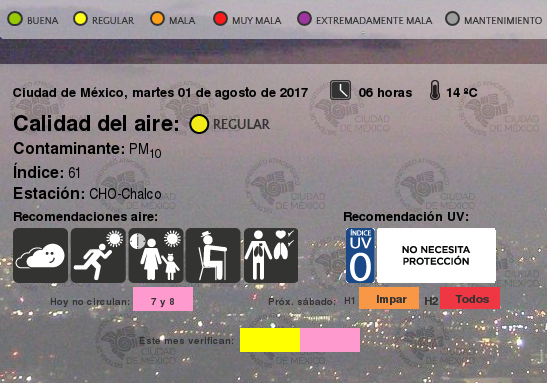 BUENA REGULAR MALA MUY MALA EXTREMADAMENTE MALA MANTENIMIENTO
Ciudad de México, martes 01 de agosto de 2017 06 horas 14 ºC
Calidad del aire: REGULAR
Contaminante: PM10
Índice: 61
Estación: CHO-Chalco
Recomendaciones aire: Recomendación UV:
ÍNDICE
UV
0
NO NECESITA
PROTECCIÓN
Hoy no circulan: 7 y 8 Próx. sábado: H1 Impar H2 Todos
Este mes verifican:
CIUDAD
DE MÉXICO